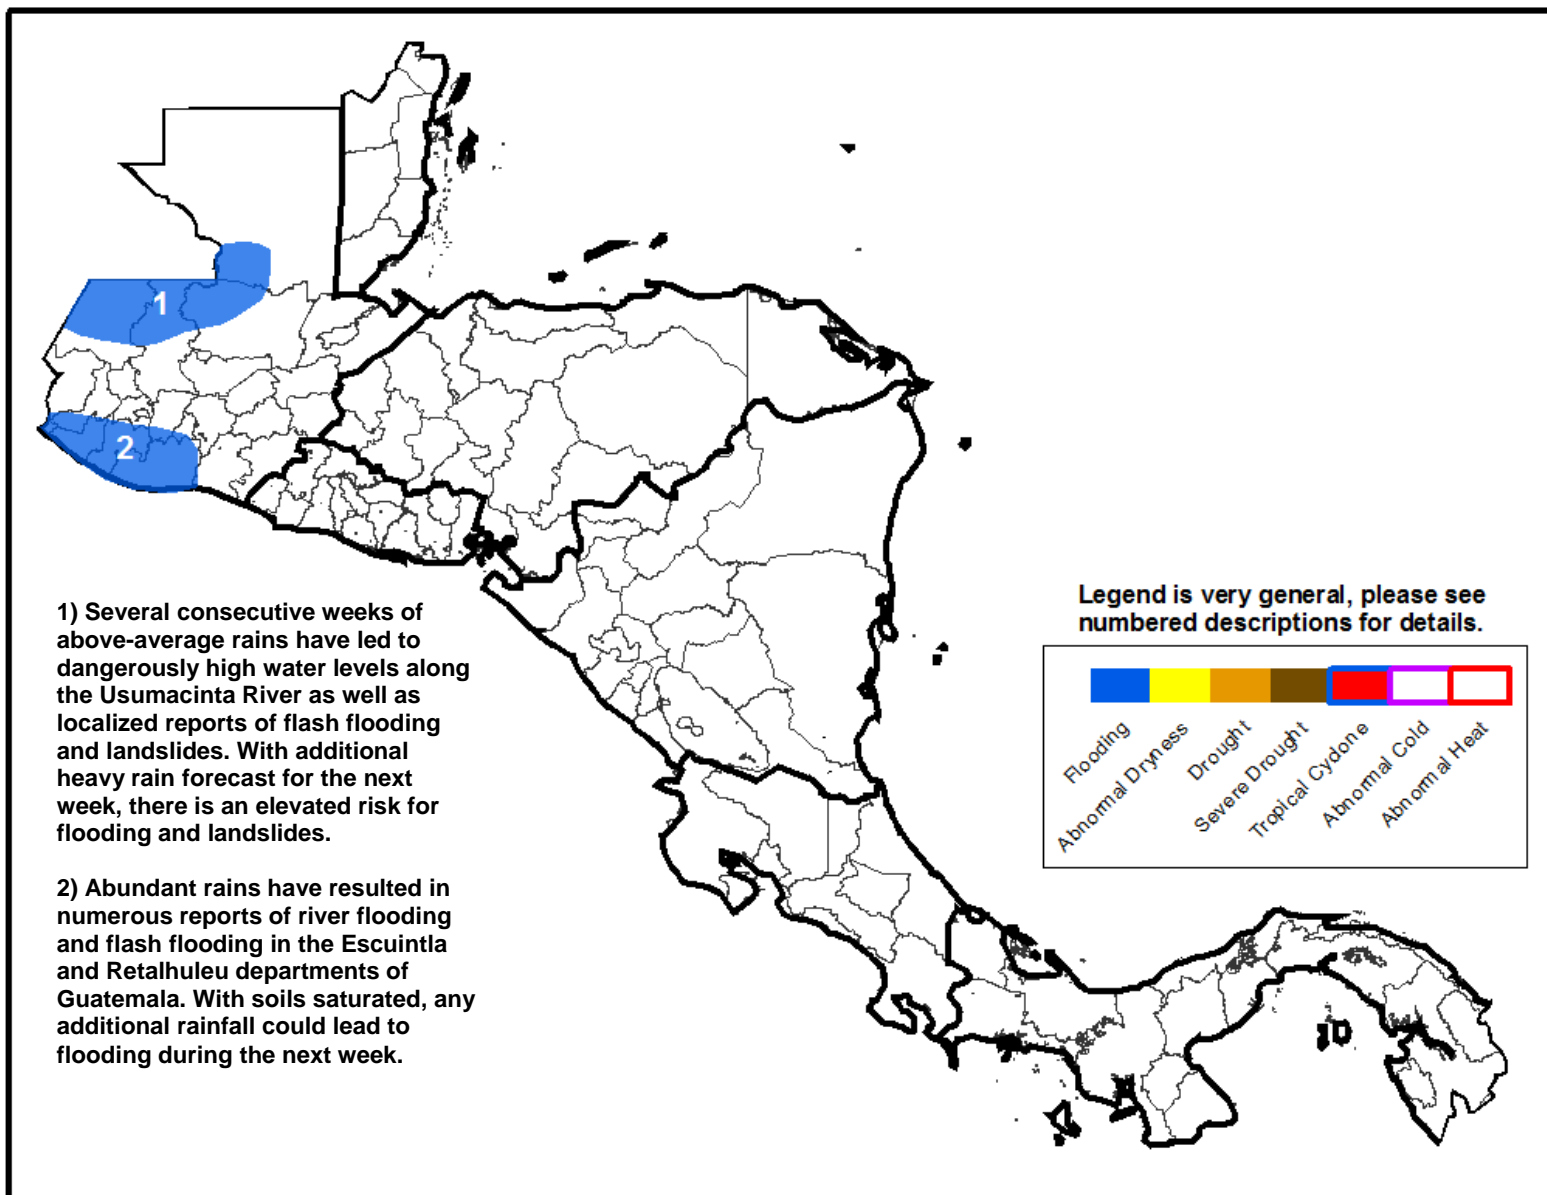 1
2
1) Several consecutive weeks of
above-average rains have led to
dangerously high water levels along
the Usumacinta River as well as
localized reports of flash flooding
and landslides. With additional
heavy rain forecast for the next
week, there is an elevated risk for
flooding and landslides.
2) Abundant rains have resulted in
numerous reports of river flooding
and flash flooding in the Escuintla
and Retalhuleu departments of
Guatemala. With soils saturated, any
additional rainfall could lead to
flooding during the next week.
Legend is very general, please see
numbered descriptions for details.
Flooding
Abnormal Dryness
Drought
Severe Drought
Tropical Cyclone
Abnormal Cold
Abnormal Heat